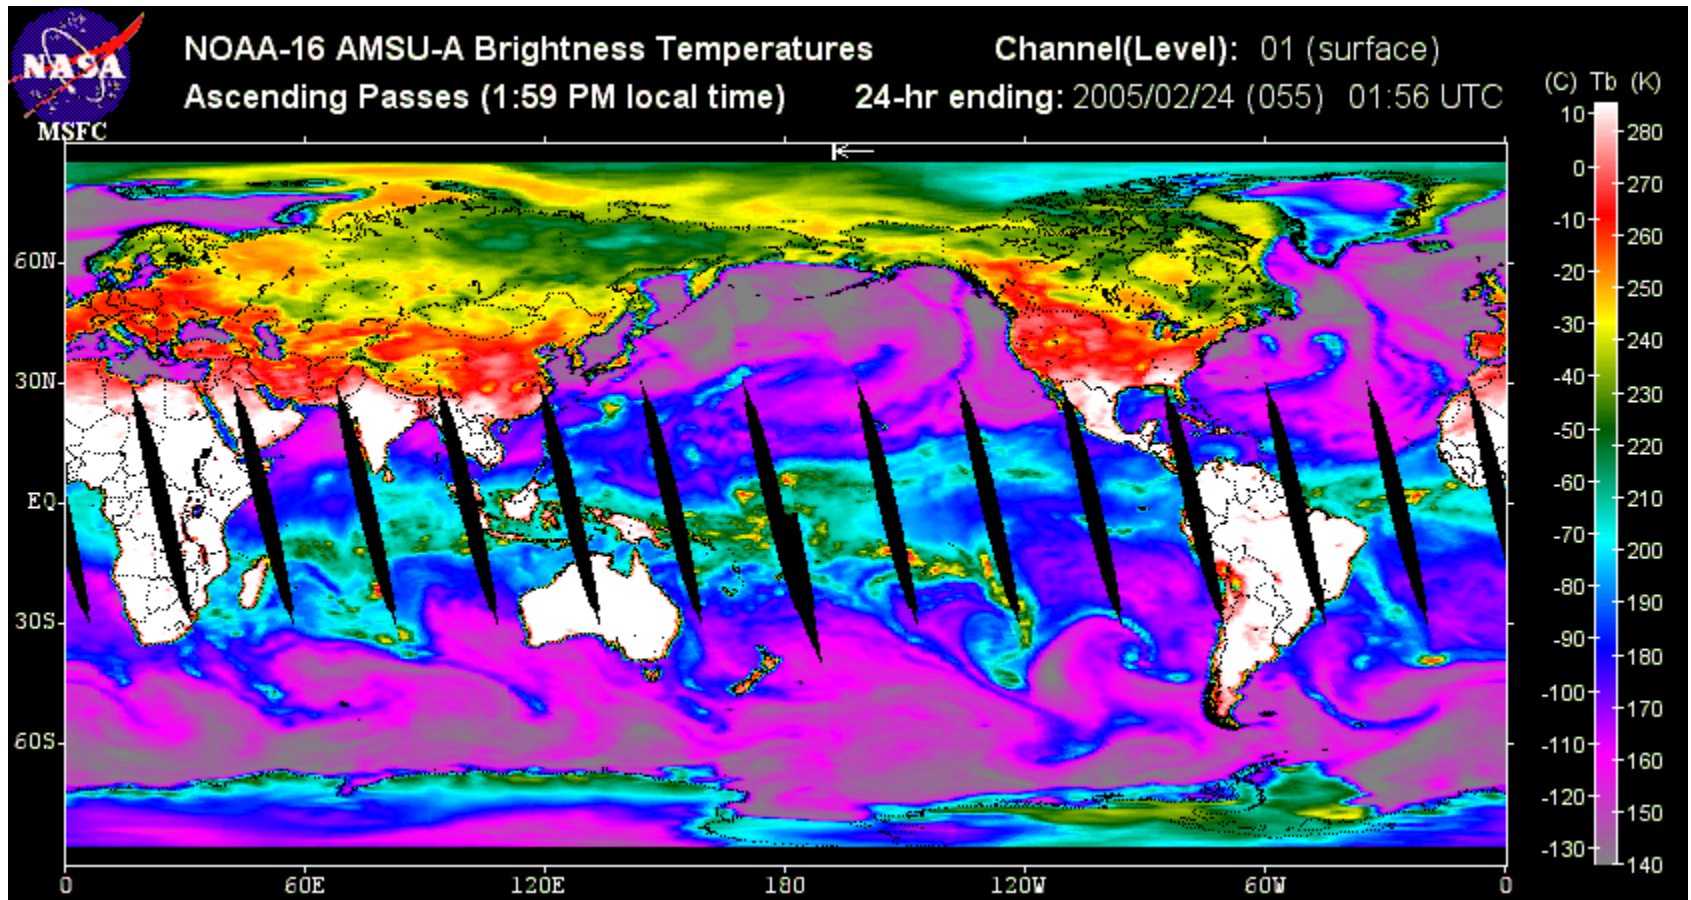 NASA
MSFC
NOAA-16 AMSU-A Brightness Temperatures Channel(Level): 01 (surface)
Ascending Passes (1:59 PM local time) 24-hr ending: 2005/02/24 (055) 01:56 UTC
(C) Tb (K)
10
0
-10
-20
-30
-40
-50
-60
-70
-80
-90
-100
-110
-120
-130
280
270
260
250
240
230
220
210
200
190
180
170
160
150
140
60N
30N
EQ
30S
60S
0 60E 120E 180 120W 60W 0